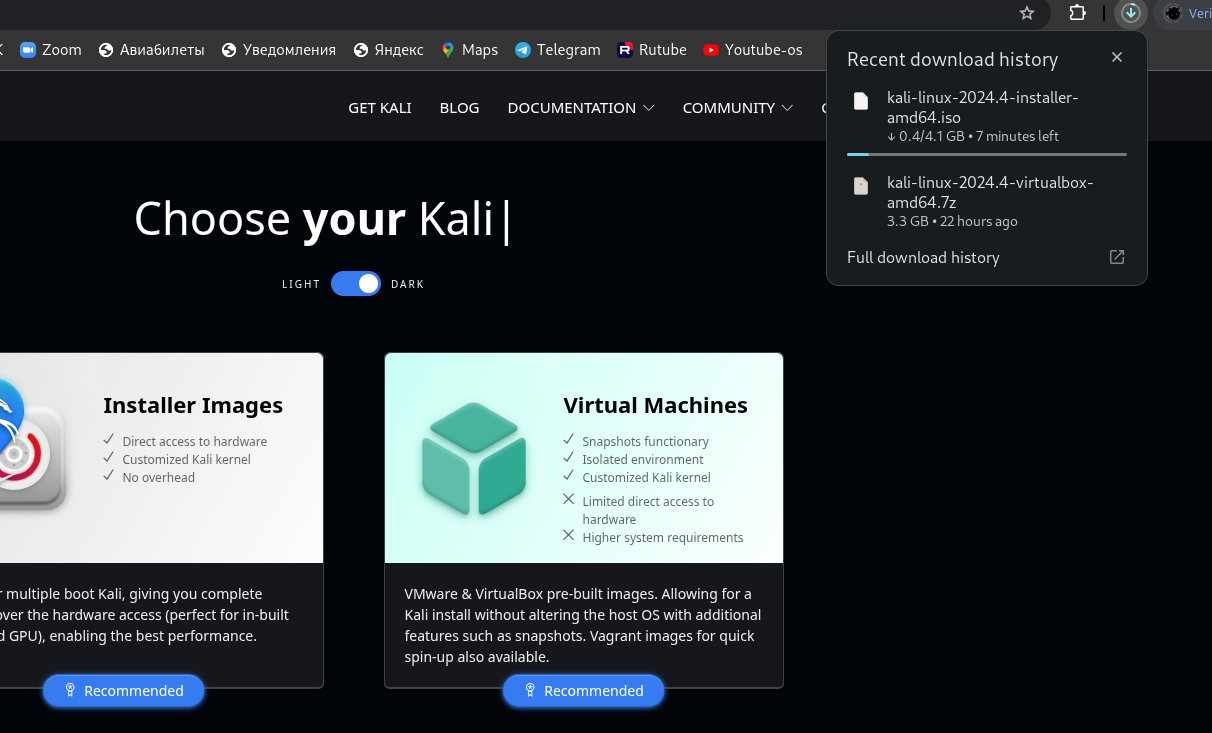 Veri
Zoom Авиабилеты Уведомления Яндекс Maps Telegram Rutube Youtube-os
Recent download history
kali-linux-2024.4-installer-
amd64.iso
↓ 0.4/4.1 GB • 7 minutes left
kali-linux-2024.4-virtualbox-
amd64.7z
3.3 GB • 22 hours ago
Full download history
GET KALI BLOG DOCUMENTATION COMMUNITY
Choose your Kali|
LIGHT DARK
Installer Images
Direct access to hardware
Customized Kali kernel
No overhead
r multiple boot Kali, giving you complete
over the hardware access (perfect for in-built
d GPU), enabling the best performance.
Recommended
Virtual Machines
Snapshots functionary
Isolated environment
Customized Kali kernel
Limited direct access to
hardware
Higher system requirements
VMware & VirtualBox pre-built images. Allowing for a
Kali install without altering the host OS with additional
features such as snapshots. Vagrant images for quick
spin-up also available.
Recommended